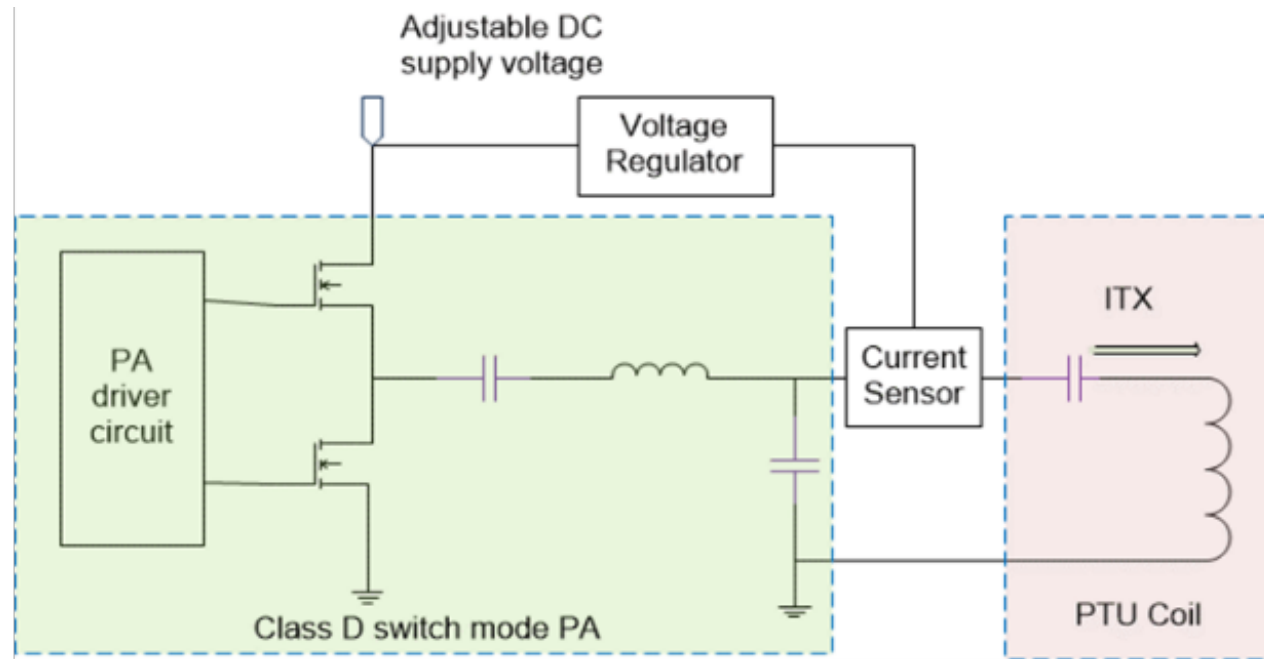 Adjustable DC
supply voltage
Voltage
Regulator
PA
driver
circuit
Current
Sensor
ITX
Class D switch mode PA
PTU Coil